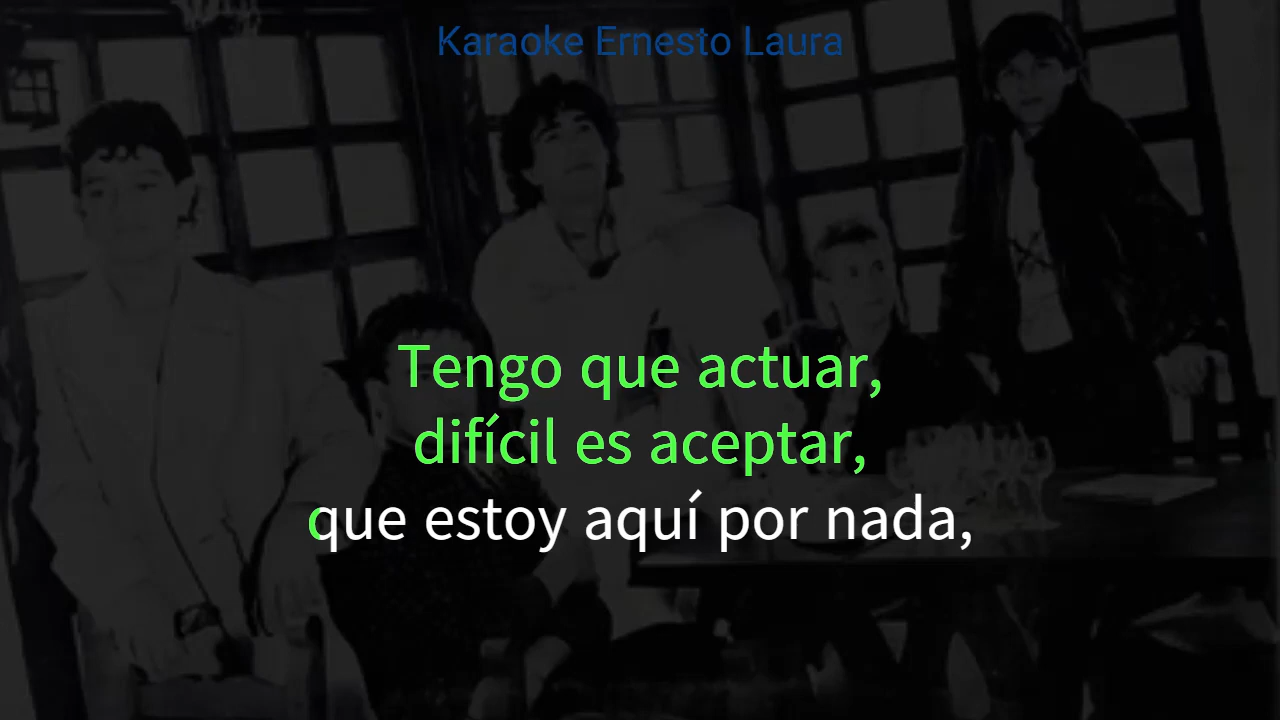 Karaoke Ernesto Laura
Tengo que actuar,
difícil es aceptar,
que estoy aquí por nada,